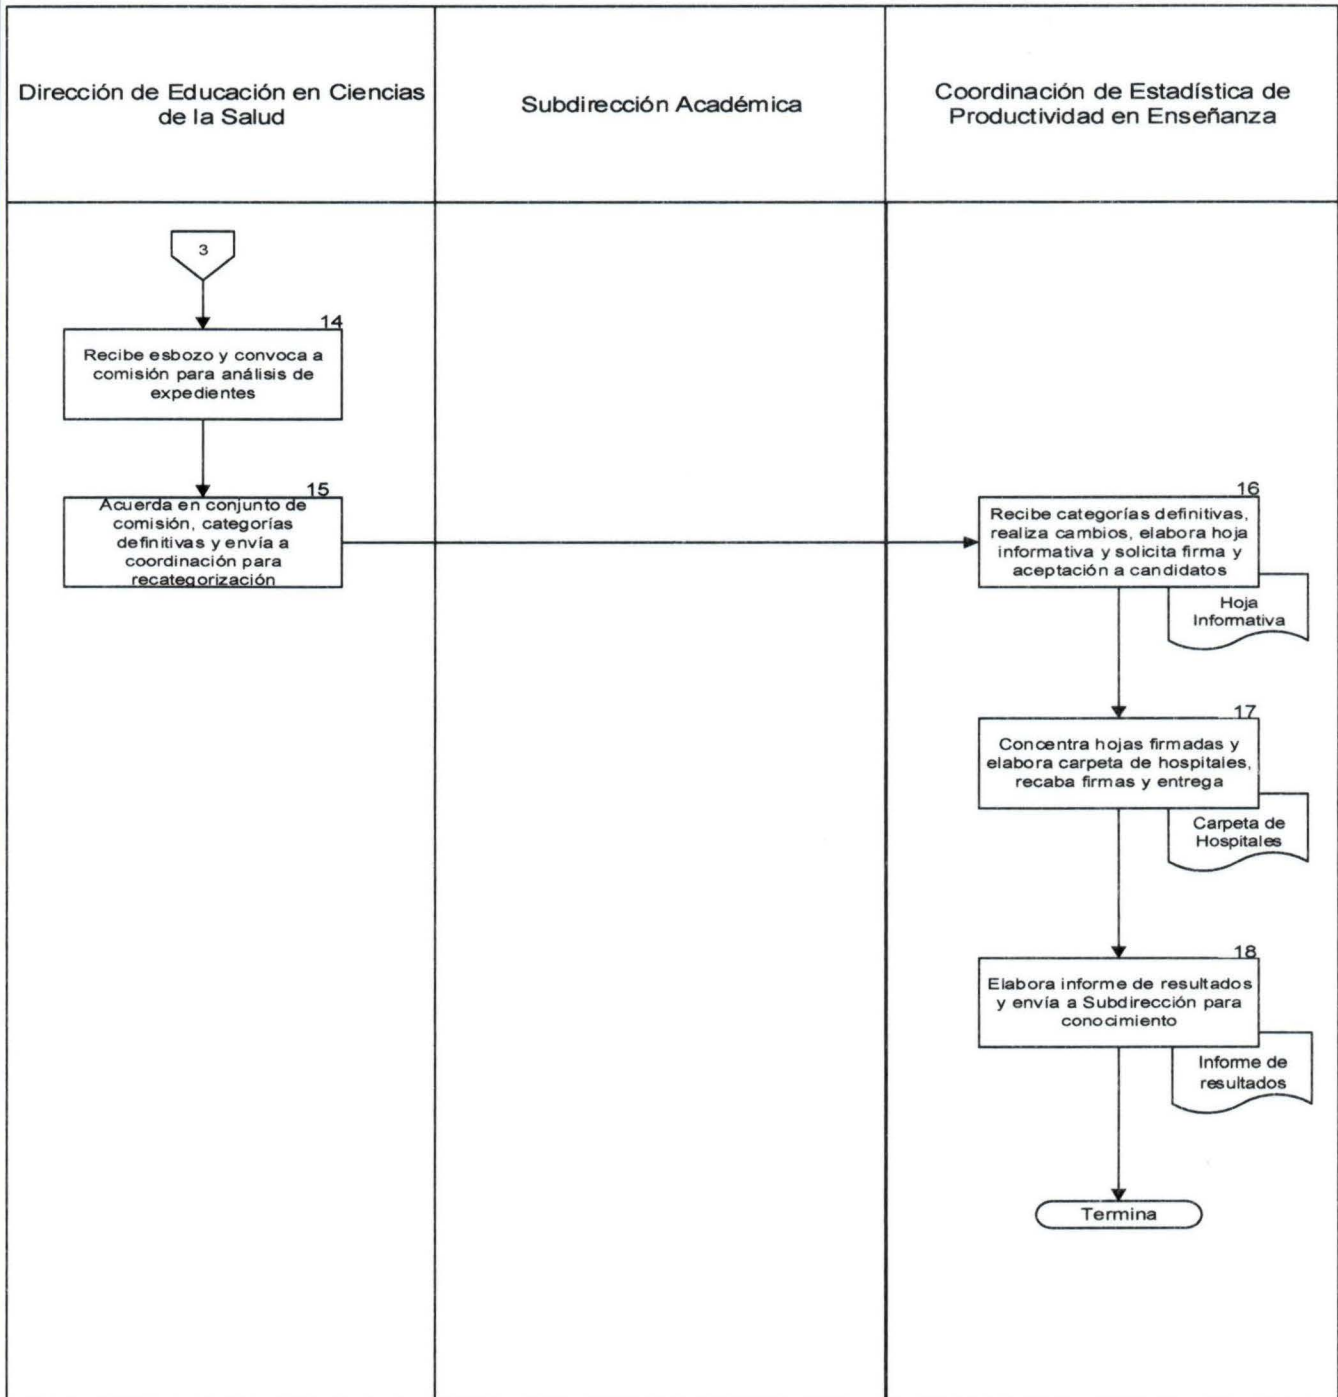 Dirección de Educación en Ciencias
de la Salud
Subdirección Académica
Coordinación de Estadística de
Productividad en Enseñanza
3
14
Recibe esbozo y convoca a
comisión para análisis de
expedientes
15
Acuerda en conjunto de
comisión, categorías
definitivas y envía a
coordinación para
recategorización
16
Recibe categorías definitivas,
realiza cambios, elabora hoja
informativa y solicita firma y
aceptación a candidatos
Hoja
Informativa
17
Concentra hojas firmadas y
elabora carpeta de hospitales,
recaba firmas y entrega
Carpeta de
Hospitales
18
Elabora informe de resultados
y envía a Subdirección para
conocimiento
Informe de
resultados
Termina